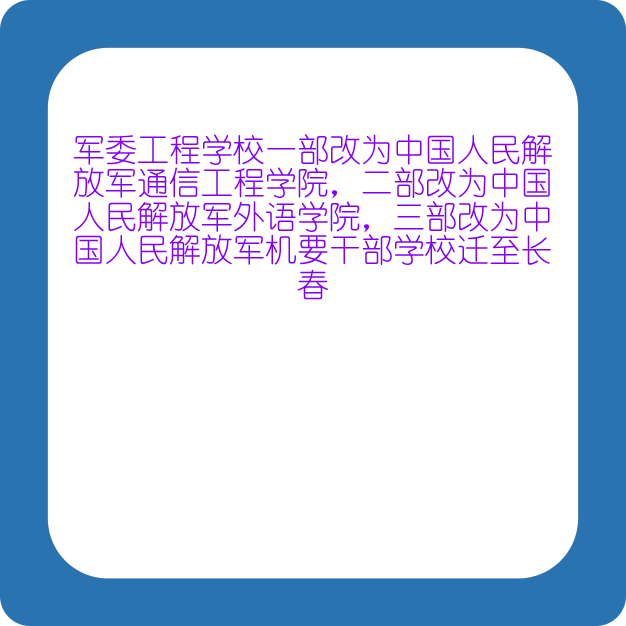 军委工程学校一部改为中国人民解
放军通信工程学院，二部改为中国
人民解放军外语学院，三部改为中
国人民解放军机要干部学校迁至长
春